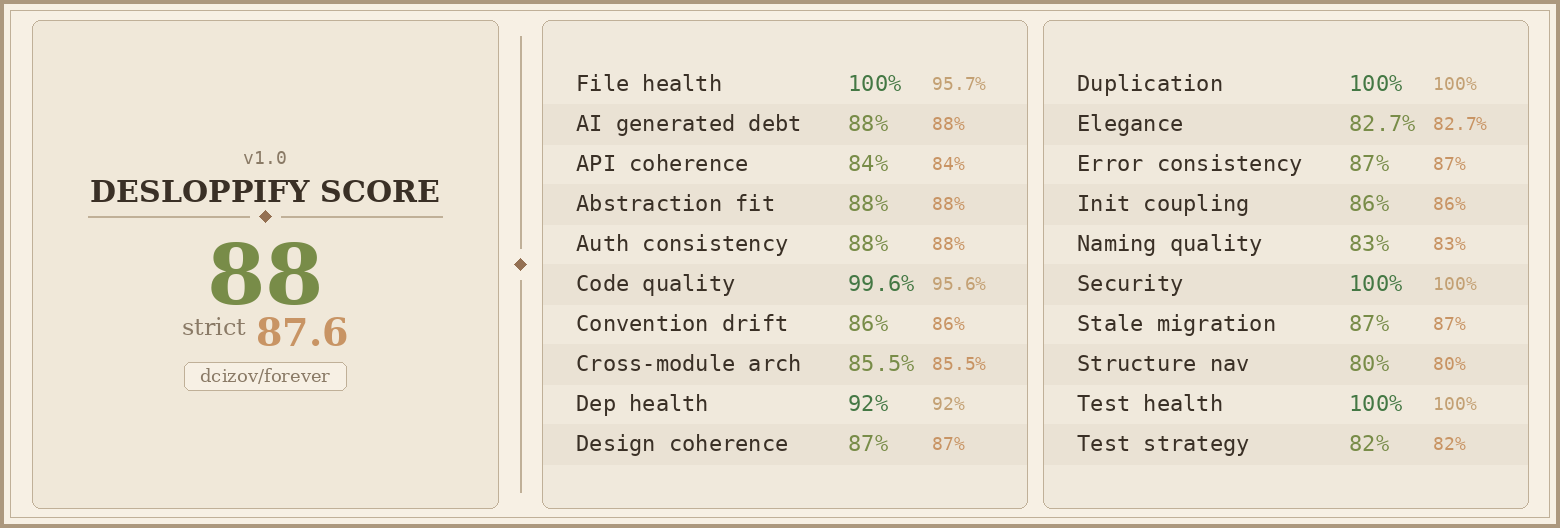 v1.0
DESLOPPIFY SCORE
88
strict 87.6
dcizov/forever
File health 100% 95.7%
AI generated debt 88% 88%
API coherence 84% 84%
Abstraction fit 88% 88%
Auth consistency 88% 88%
Code quality 99.6% 95.6%
Convention drift 86% 86%
Cross-module arch 85.5% 85.5%
Dep health 92% 92%
Design coherence 87% 87%
Duplication 100% 100%
Elegance 82.7% 82.7%
Error consistency 87% 87%
Init coupling 86% 86%
Naming quality 83% 83%
Security 100% 100%
Stale migration 87% 87%
Structure nav 80% 80%
Test health 100% 100%
Test strategy 82% 82%